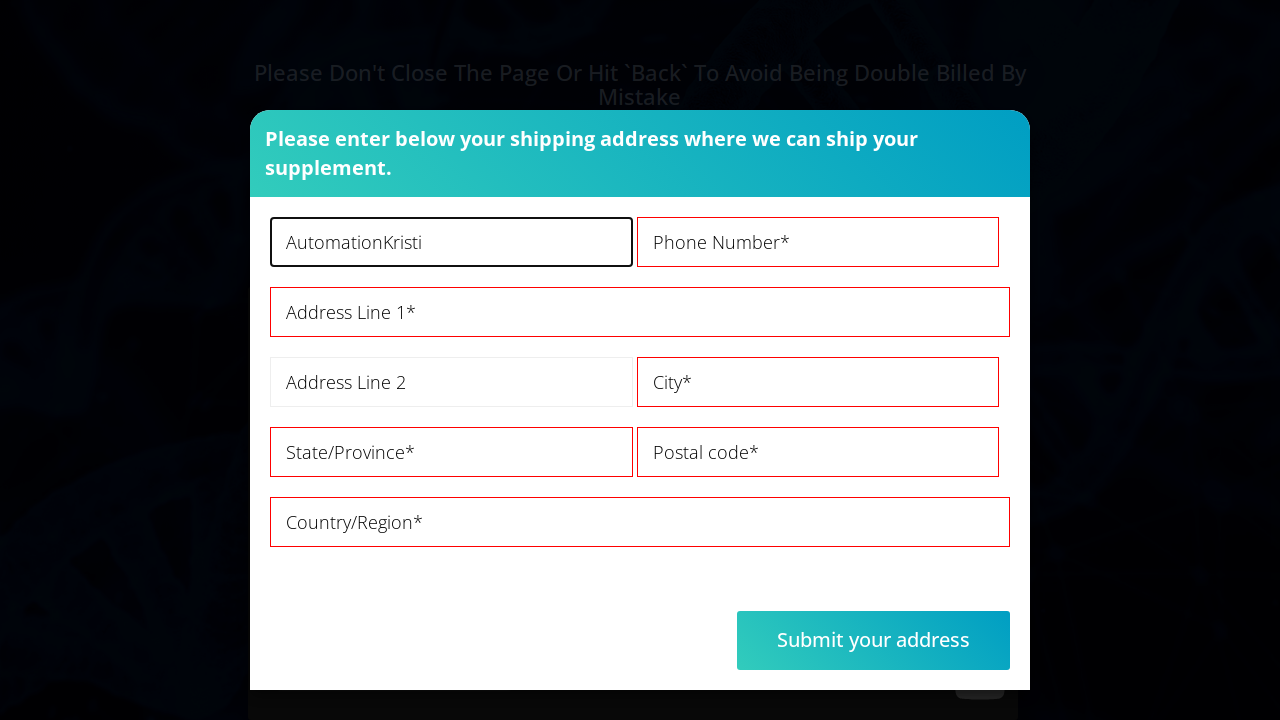 Please Don't Close The Page Or Hit `Back` To Avoid Being Double Billed By
Mistake
Please enter below your shipping address where we can ship your
supplement.
AutomationKristi
Phone Number*
Address Line 1*
Address Line 2
City*
State/Province*
Postal code*
Country/Region*
Submit your address